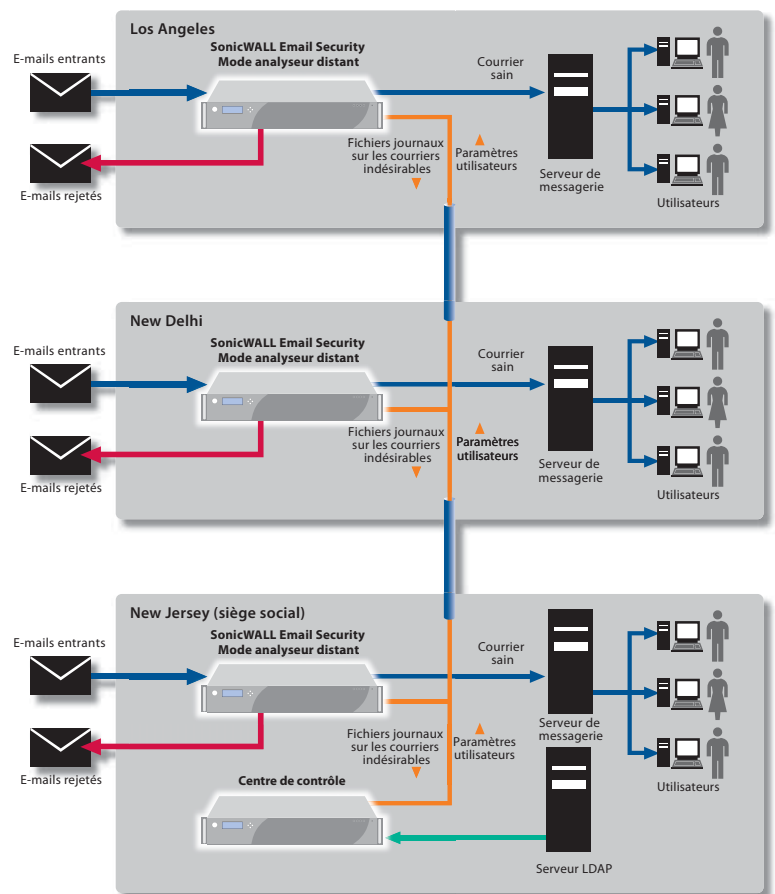 Los Angeles
E-mails entrants
SonicWALL Email Security
Mode analyseur distant
Courrier
sain
Fichiers journaux
sur les courriers
indésirables
Paramètres
utilisateurs
Serveur de
messagerie
E-mails rejetés
Utilisateurs
New Delhi
E-mails entrants
SonicWALL Email Security
Mode analyseur distant
Courrier
sain
Fichiers journaux
sur les courriers
indésirables
Paramètres
utilisateurs
Serveur de
messagerie
E-mails rejetés
Utilisateurs
New Jersey (siège social)
E-mails entrants
SonicWALL Email Security
Mode analyseur distant
Courrier
sain
Fichiers journaux
sur les courriers
indésirables
Paramètres
utilisateurs
Serveur de
messagerie
E-mails rejetés
Centre de contrôle
Utilisateurs
Serveur LDAP